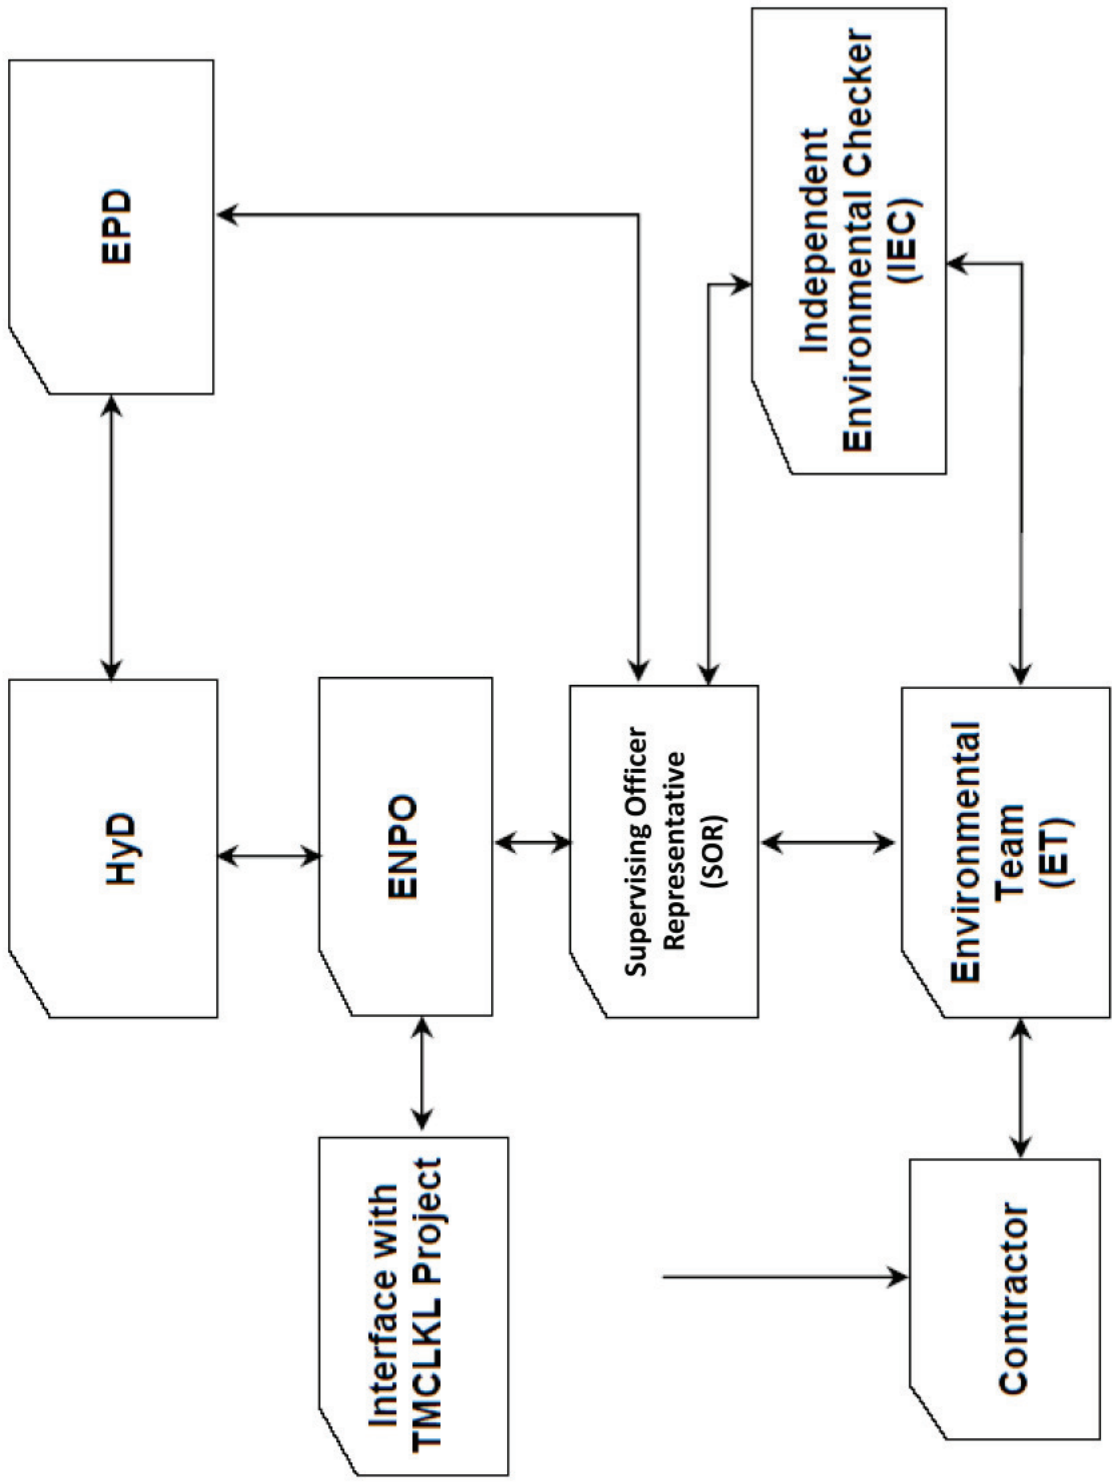 EPD
HyD
Interface with
TMCLKL Project
ENPO
Supervising Officer
Representative
(SOR)
Independent
Environmental Checker
(IEC)
Environmental
Team
(ET)
Contractor